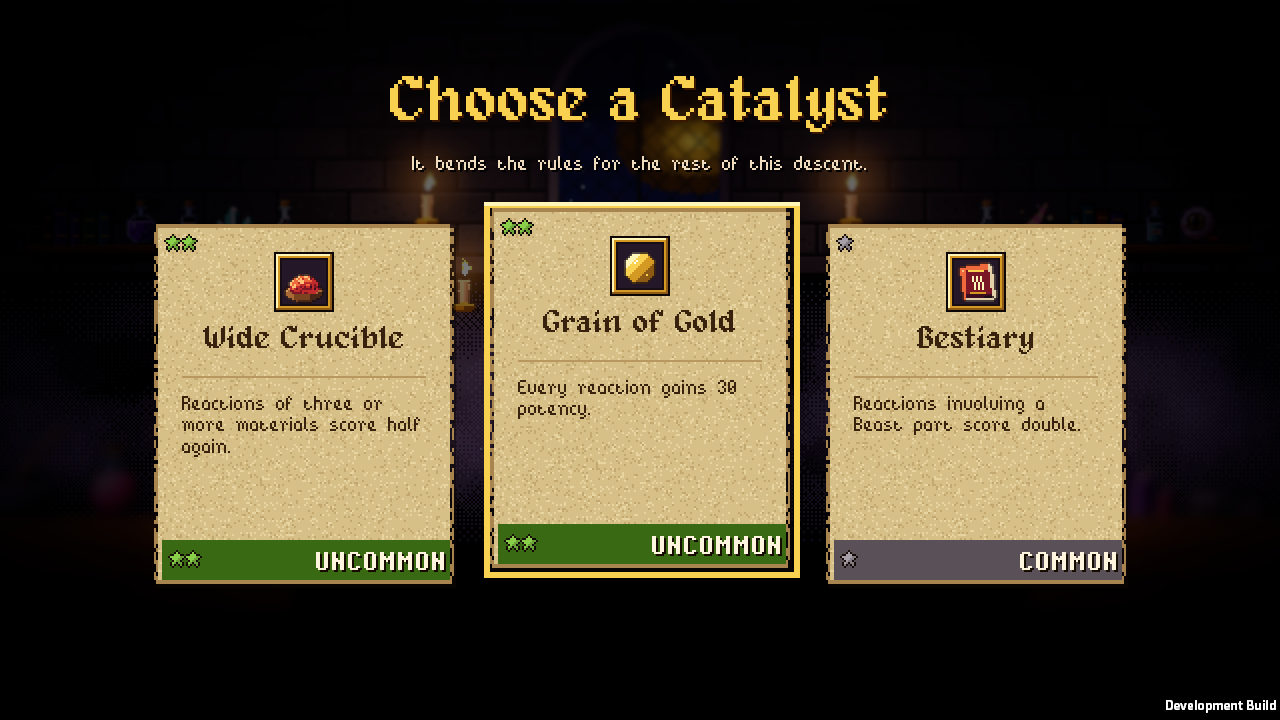 Choose a Catalyst
It bends the rules for the rest of this descent.
Wide Crucible
Reactions of three or
more materials score half
again.
UNCOMMON
Grain of Gold
Every reaction gains 30
potency.
UNCOMMON
Bestiary
Reactions involving a
Beast part score double.
COMMON
Development Build